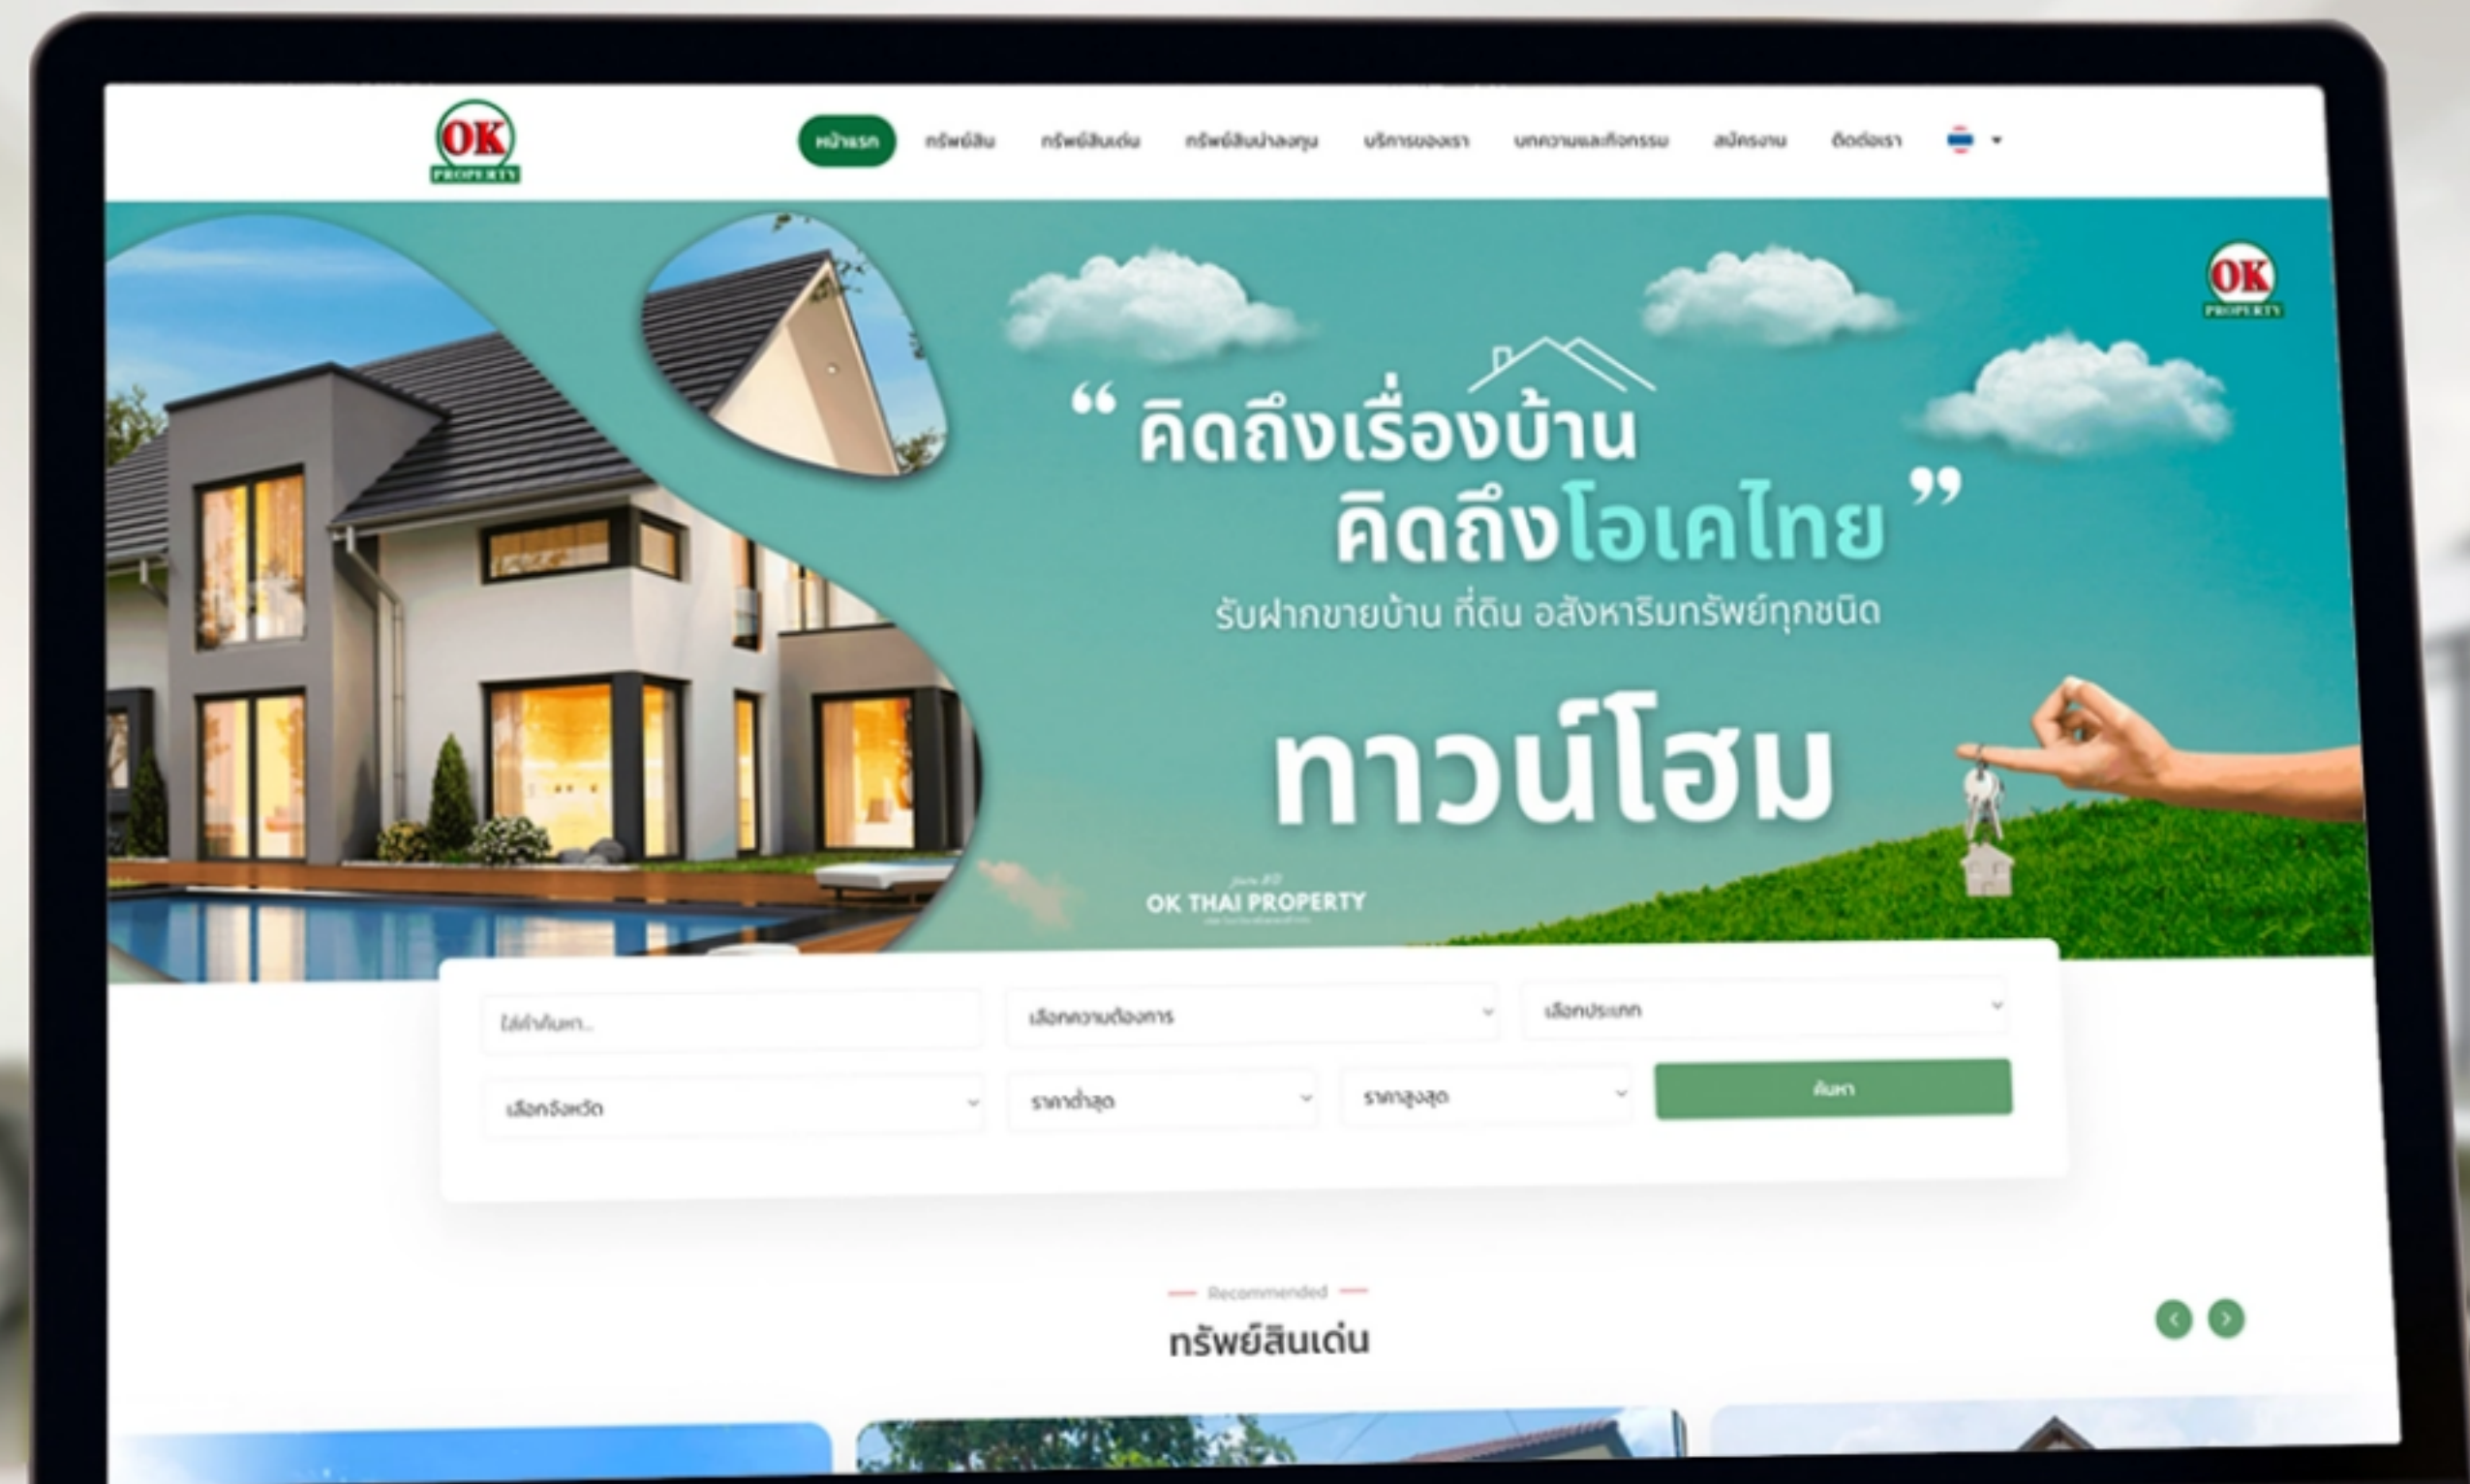 OK
PROPERTY
หน้าแรก ทรัพย์สิน ทรัพย์สินเด่น ทรัพย์สินน่าลงทุน บริการของเรา บทความและกิจกรรม สมัครงาน ติดต่อเรา
OK
PROPERTY
“ คิดถึงเรื่องบ้าน
คิดถึงโอเคไทย ”
รับฝากขายบ้าน ที่ดิน อสังหาริมทรัพย์ทุกชนิด
ทาวน์โฮม
OK THAI PROPERTY
ใส่คำค้นหา... เลือกความต้องการ เลือกประเภท
เลือกจังหวัด ราคาต่ำสุด ราคาสูงสุด ค้นหา
Recommended
ทรัพย์สินเด่น